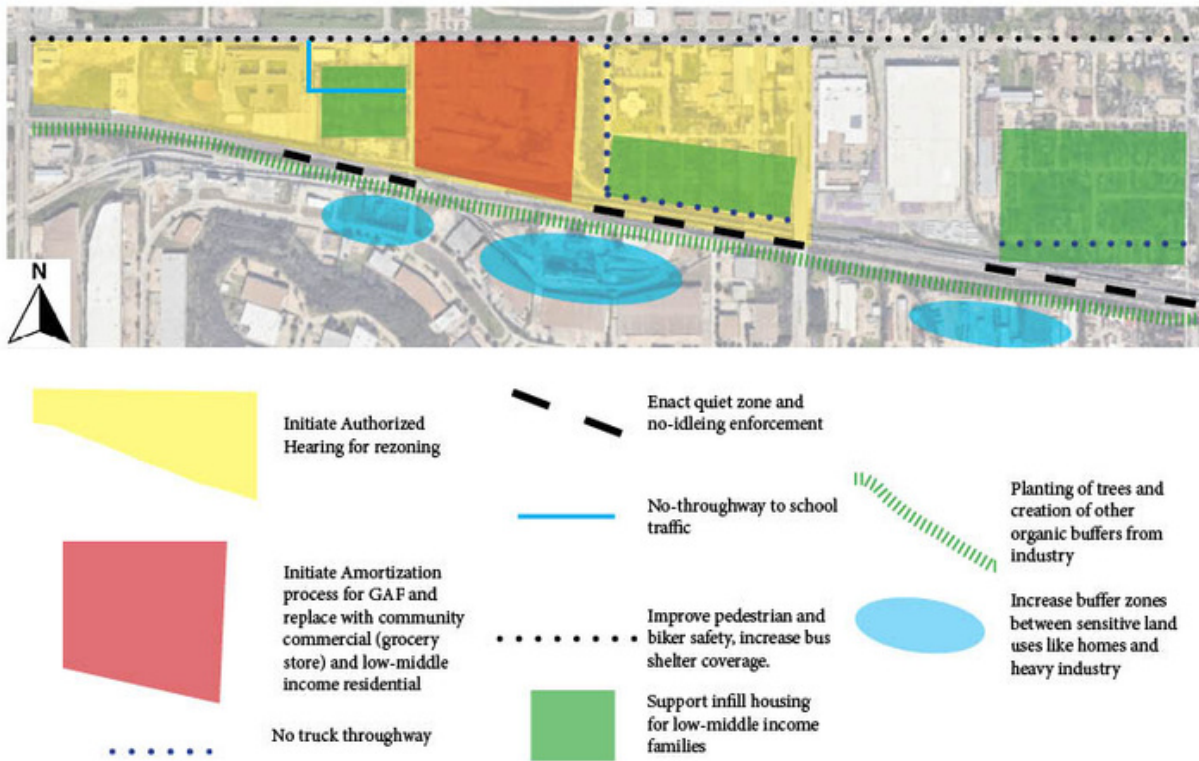 N
Initiate Authorized
Hearing for rezoning
Initiate Amortization
process for GAF and
replace with community
commercial (grocery
store) and low-middle
income residential
No truck throughway
Enact quiet zone and
no-idleing enforcement
No-throughway to school
traffic
Improve pedestrian and
biker safety, increase bus
shelter coverage.
Support infill housing
for low-middle income
families
Planting of trees and
creation of other
organic buffers from
industry
Increase buffer zones
between sensitive land
uses like homes and
heavy industry